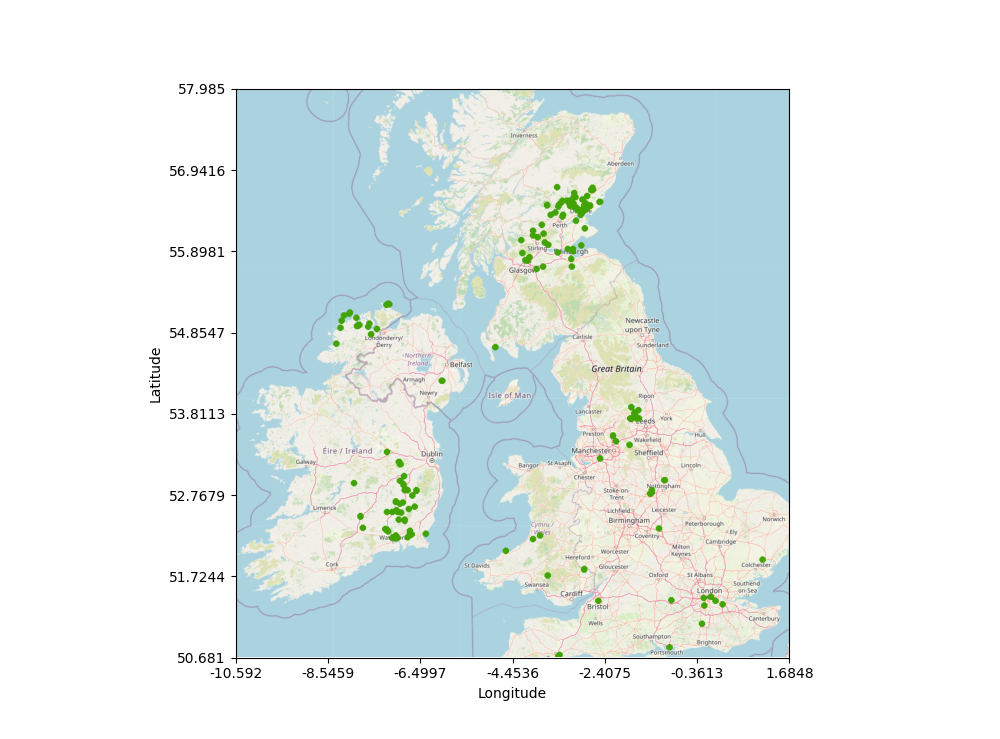 57.985
Inverness
Aberdeen
56.9416
Perth
55.8981
Stirling
Glasgow
Newcastle
upon Tyne
54.8547
Londonderry/
Derry
Carlisle
Sunderland
Northern
Ireland
Belfast
Great Britain
Armagh
Newry
Isle of Man
Ripon
53.8113
Lancaster
York
Leeds
Preston
Hull
Wakefield
Éire / Ireland
Dublin
Manchester
Sheffield
Galway
Bangor
St Asaph
Lincoln
Chester
52.7679
Nottingham
Stoke-on-
Trent
Limerick
Lichfield
Leicester
Norwich
Birmingham
Peterborough
Cymru
/ Wales
Coventry
Ely
Cambridge
Worcester
Milton
Keynes
Hereford
Cork
St Davids
Gloucester
Colchester
51.7244
Oxford
St Albans
Swansea
Southend
-on-Sea
Cardiff
London
Bristol
Canterbury
Wells
Southampton
Brighton
Portsmouth
50.681
-10.592
-8.5459
-6.4997
-4.4536
-2.4075
-0.3613
1.6848
Longitude
Latitude